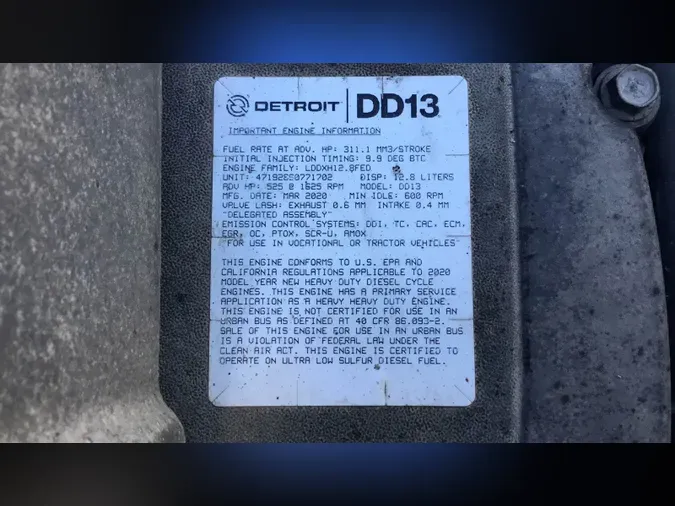 DETROIT DD13
IMPORTANT ENGINE INFORMATION
FUEL RATE AT ADV. HP: 311.1 MM3/STROKE
INITIAL INJECTION TIMING: 9.9 DEG BTC
ENGINE FAMILY: LDDXH12.8FED
UNIT: 471928S0771702 DISP: 12.8 LITERS
ADV HP: 525 @ 1625 RPM MODEL: DD13
MFG. DATE: MAR 2020 MIN IDLE: 600 RPM
VALVE LASH: EXHAUST 0.6 MM INTAKE 0.4 MM
"DELEGATED ASSEMBLY"
EMISSION CONTROL SYSTEMS: DDI, TC, CAC, ECM,
EGR, OC, PTOX, SCR-U, AMOX
"FOR USE IN VOCATIONAL OR TRACTOR VEHICLES"
THIS ENGINE CONFORMS TO U.S. EPA AND
CALIFORNIA REGULATIONS APPLICABLE TO 2020
MODEL YEAR NEW HEAVY DUTY DIESEL CYCLE
ENGINES. THIS ENGINE HAS A PRIMARY SERVICE
APPLICATION AS A HEAVY HEAVY DUTY ENGINE.
THIS ENGINE IS NOT CERTIFIED FOR USE IN AN
URBAN BUS AS DEFINED AT 40 CFR 86.093-2.
SALE OF THIS ENGINE FOR USE IN AN URBAN BUS
IS A VIOLATION OF FEDERAL LAW UNDER THE
CLEAN AIR ACT. THIS ENGINE IS CERTIFIED TO
OPERATE ON ULTRA LOW SULFUR DIESEL FUEL.